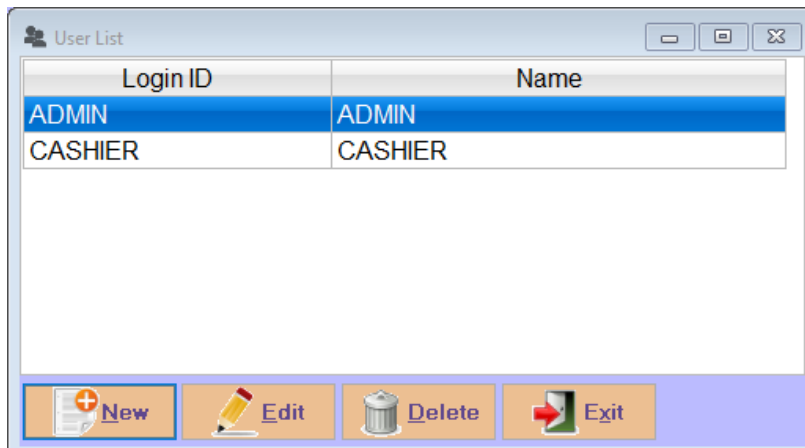 User List
Login ID Name
ADMIN ADMIN
CASHIER CASHIER
New Edit Delete Exit